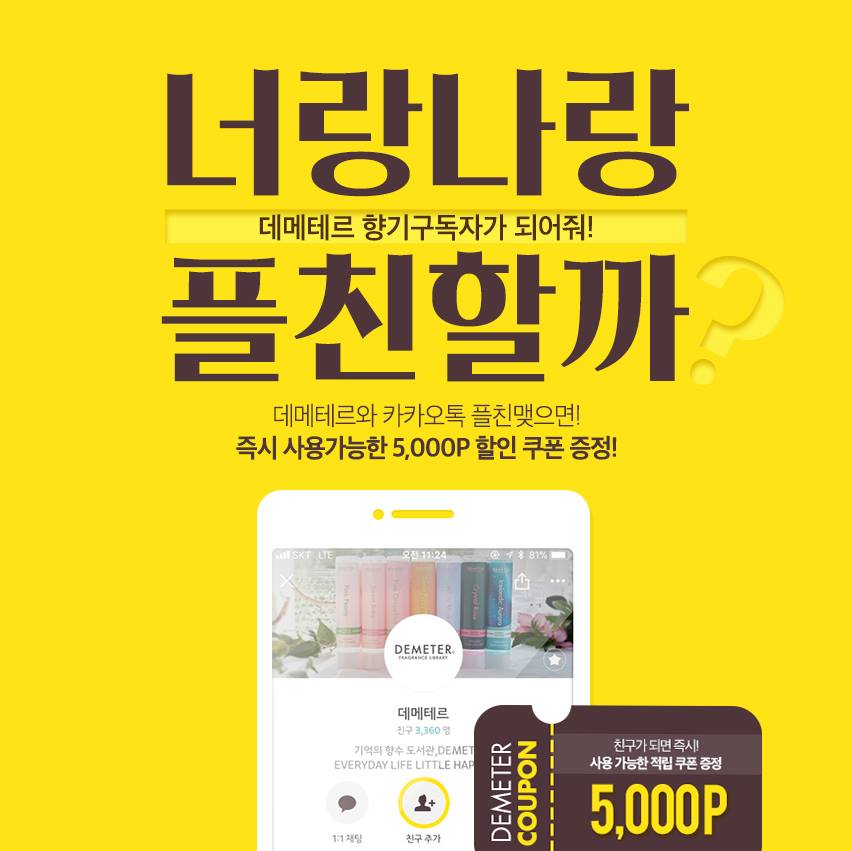 너랑나랑
데메테르 향기구독자가 되어줘!
플친할까?
데메테르와 카카오톡 플친맺으면!
즉시 사용가능한 5,000P 할인 쿠폰 증정!
SKT LTE 오전 11:24 81%
Crystal Rose
Icelandic Aurora
DEMETER®
FRAGRANCE LIBRARY
데메테르
친구 3,360 명
기억의 향수 도서관,DEMET
EVERYDAY LIFE LITTLE HAP
1:1 채팅
친구 추가
DEMETER
COUPON
친구가 되면 즉시!
사용 가능한 적립 쿠폰 증정
5,000P